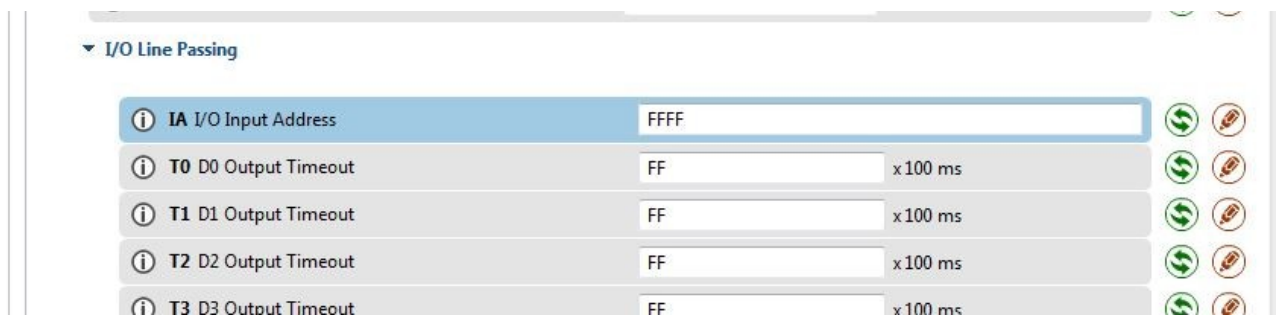 I/O Line Passing
IA I/O Input Address FFFF
T0 D0 Output Timeout FF x 100 ms
T1 D1 Output Timeout FF x 100 ms
T2 D2 Output Timeout FF x 100 ms
T3 D3 Output Timeout FF x 100 ms